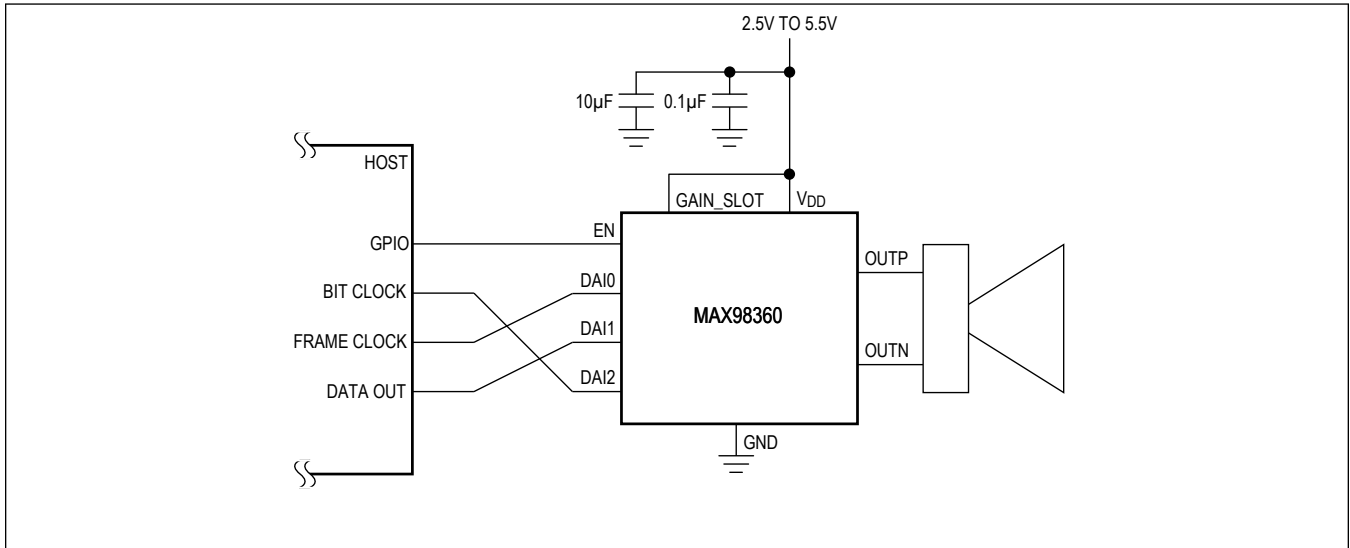 2.5V TO 5.5V
10µF
0.1µF
HOST
GAIN_SLOT
VDD
GPIO
EN
OUTP
BIT CLOCK
DAI0
MAX98360
FRAME CLOCK
DAI1
OUTN
DATA OUT
DAI2
GND